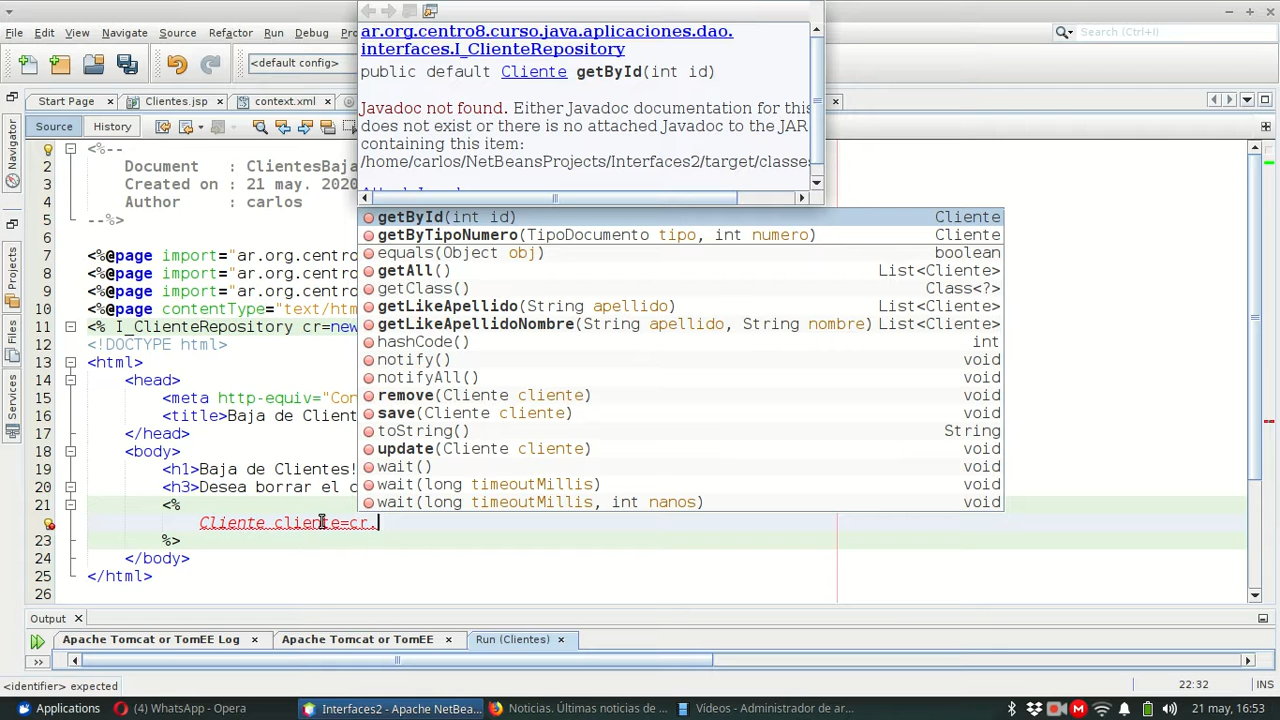 ar.org.centro8.curso.java.aplicaciones.dao.
interfaces.I_ClienteRepository
public default Cliente getById(int id)
Javadoc not found. Either Javadoc documentation for this
does not exist or there is no attached Javadoc to the JAR
containing this item:
/home/carlos/NetBeansProjects/Interfaces2/target/classes
File Edit View Navigate Source Refactor Run Debug
Search (Ctrl+I)
<default config>
Start Page Clientes.jsp context.xml
Source History
Navigator
Projects
Files
Services
1 <%--
2 Document : ClientesBaja
3 Created on : 21 may. 2020
4 Author : carlos
5 --%>
6
7 <%@page import="ar.org.centro
8 <%@page import="ar.org.centro
9 <%@page import="ar.org.centro
10 <%@page contentType="text/htm
11 <% I_ClienteRepository cr=new
12 <!DOCTYPE html>
13 <html>
14 <head>
15 <meta http-equiv="Con
16 <title>Baja de Client
17 </head>
18 <body>
19 <h1>Baja de Clientes!
20 <h3>Desea borrar el c
21 <%
Cliente cliente=cr.
23 %>
24 </body>
25 </html>
26
getById(int id) Cliente
getByTipoNumero(TipoDocumento tipo, int numero) Cliente
equals(Object obj) boolean
getAll() List<Cliente>
getClass() Class<?>
getLikeApellido(String apellido) List<Cliente>
getLikeApellidoNombre(String apellido, String nombre) List<Cliente>
hashCode() int
notify() void
notifyAll() void
remove(Cliente cliente) void
save(Cliente cliente) void
toString() String
update(Cliente cliente) void
wait() void
wait(long timeoutMillis) void
wait(long timeoutMillis, int nanos) void
Output
Apache Tomcat or TomEE Log Apache Tomcat or TomEE Run (Clientes)
<identifier> expected 22:32 INS
Applications (4) WhatsApp - Opera Interfaces2 - Apache NetBea... Noticias. Últimas noticias de ... Vídeos - Administrador de ar... 21 may, 16:53